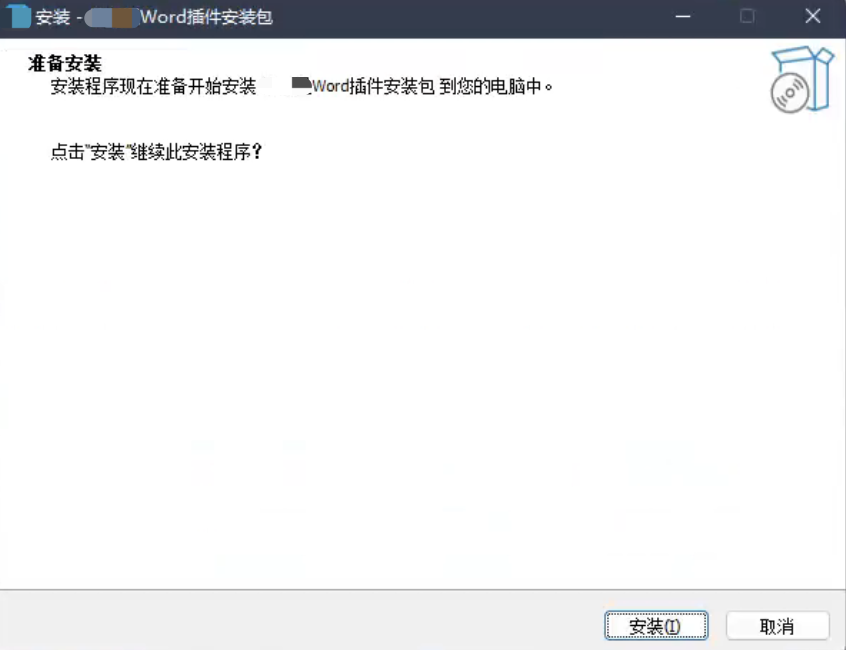 安装 - Word插件安装包
准备安装
安装程序现在准备开始安装 Word插件安装包 到您的电脑中。
点击"安装"继续此安装程序？
安装(I)
取消